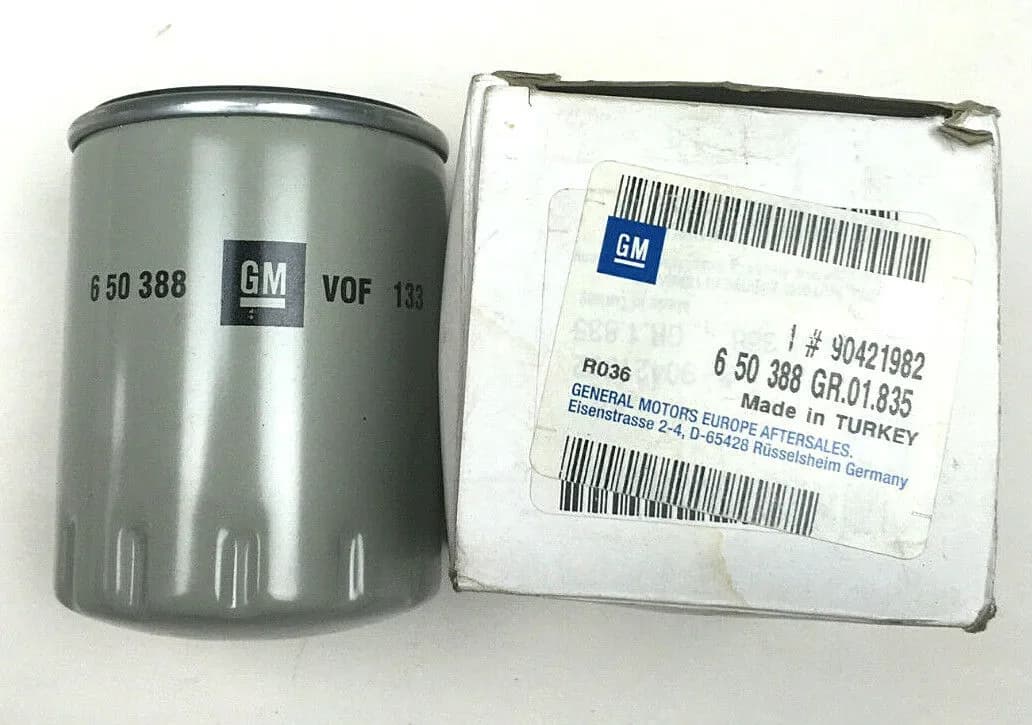 6 50 388 GM VOF 133
GM
1 # 90421982
6 50 388 GR.01.835
R036
Made in TURKEY
GENERAL MOTORS EUROPE AFTERSALES.
Eisenstrasse 2-4, D-65428 Rüsselsheim Germany